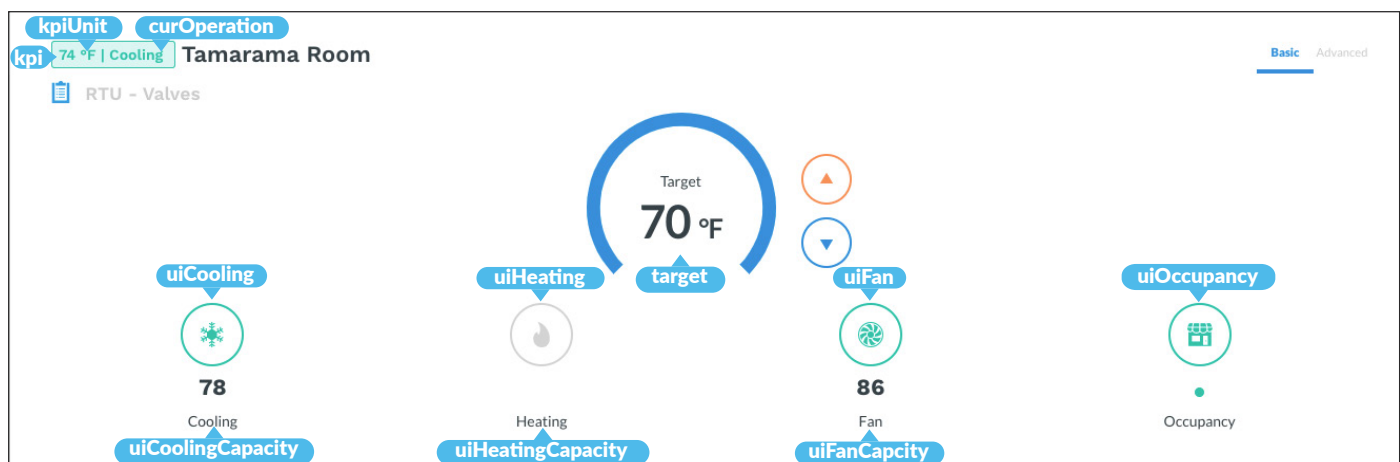 kpiUnit curOperation
kpi 74 °F | Cooling Tamarama Room
Basic Advanced
RTU - Valves
Target
70 °F
uiCooling uiHeating target uiFan uiOccupancy
78 86
Cooling Heating Fan Occupancy
uiCoolingCapacity uiHeatingCapacity uiFanCapcity